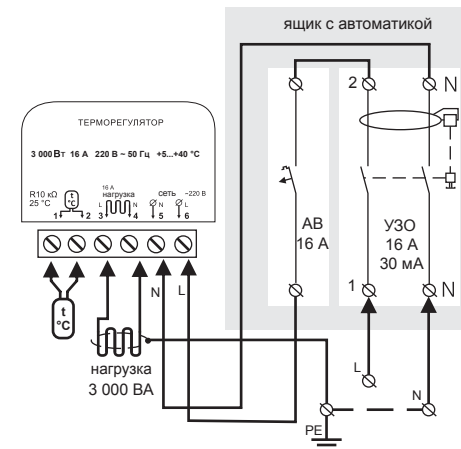 ящик с автоматикой
ТЕРМОРЕГУЛЯТОР
3 000 Вт 16 А 220 В ~ 50 Гц +5...+40 °С
R10 кΩ
25 °C
t
°C
16 А
нагрузка
L N
сеть ~220 В
N L
1 2 3 4 5 6
2 N
АВ
16 А
УЗО
16 А
30 мА
1 N
N L
t
°C
нагрузка
3 000 ВА
L
N
PE